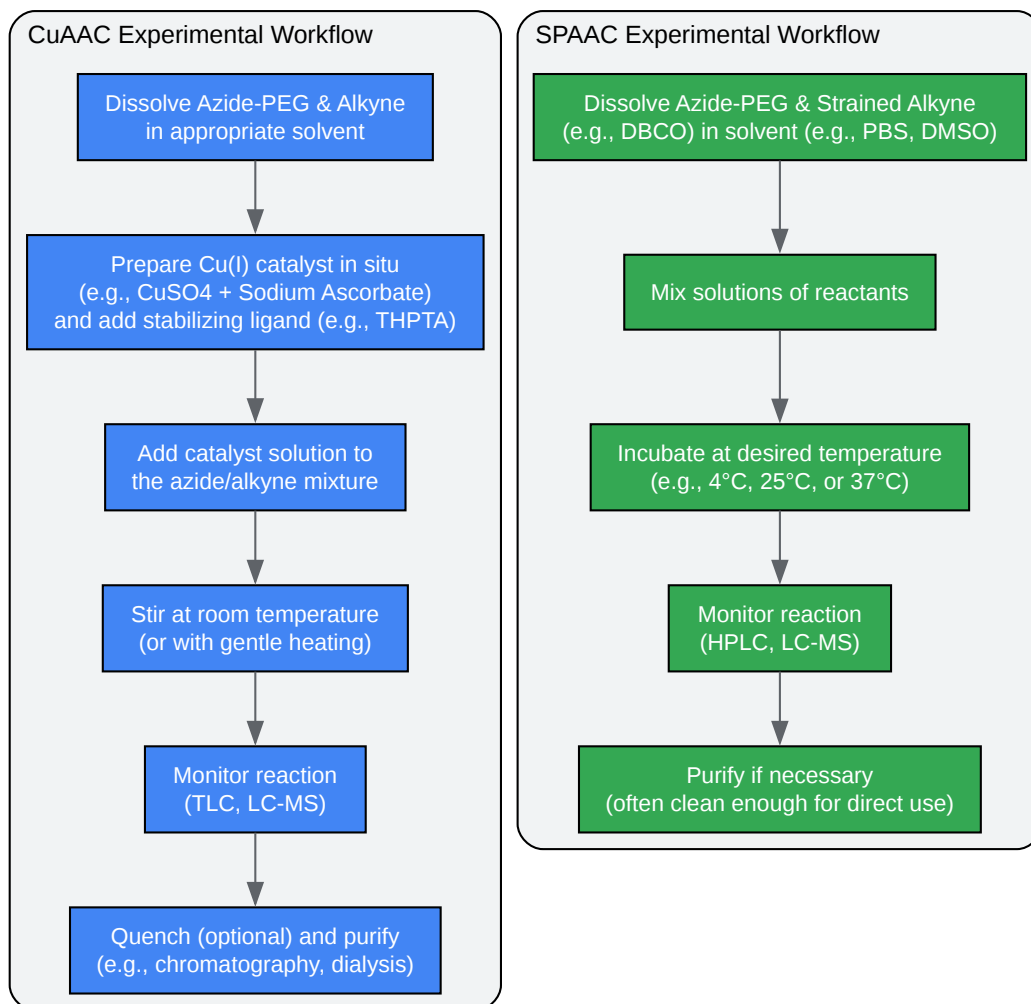 CuAAC Experimental Workflow
Dissolve Azide-PEG & Alkyne
in appropriate solvent
Prepare Cu(I) catalyst in situ
(e.g., CuSO4 + Sodium Ascorbate)
and add stabilizing ligand (e.g., THPTA)
Add catalyst solution to
the azide/alkyne mixture
Stir at room temperature
(or with gentle heating)
Monitor reaction
(TLC, LC-MS)
Quench (optional) and purify
(e.g., chromatography, dialysis)
SPAAC Experimental Workflow
Dissolve Azide-PEG & Strained Alkyne
(e.g., DBCO) in solvent (e.g., PBS, DMSO)
Mix solutions of reactants
Incubate at desired temperature
(e.g., 4°C, 25°C, or 37°C)
Monitor reaction
(HPLC, LC-MS)
Purify if necessary
(often clean enough for direct use)